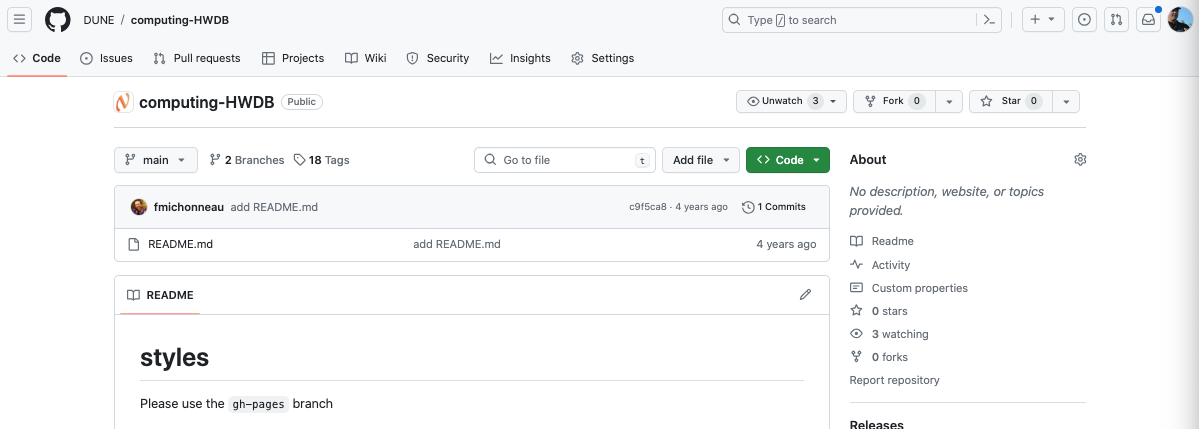 DUNE / computing-HWDB
Type / to search
Code Issues Pull requests Projects Wiki Security Insights Settings
computing-HWDB Public
Unwatch 3 Fork 0 Star 0
main 2 Branches 18 Tags Go to file t Add file Code
About
No description, website, or topics
provided.
fmichonneau add README.md c9f5ca8 · 4 years ago 1 Commits
README.md add README.md 4 years ago
Readme
Activity
Custom properties
0 stars
3 watching
0 forks
Report repository
Releases
README
styles
Please use the gh-pages branch